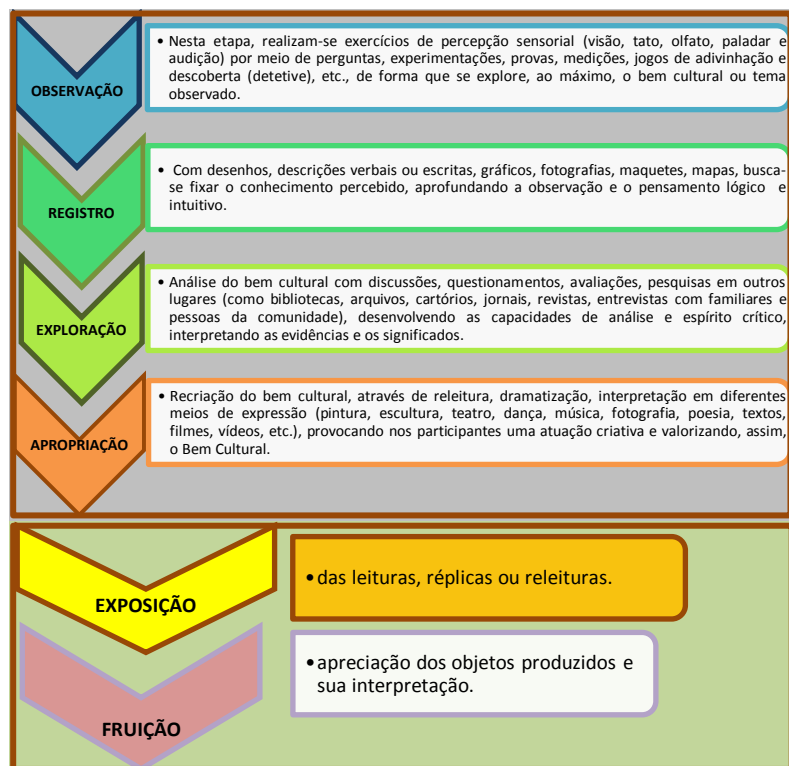 OBSERVAÇÃO
• Nesta etapa, realizam-se exercícios de percepção sensorial (visão, tato, olfato, paladar e
audição) por meio de perguntas, experimentações, provas, medições, jogos de adivinhação e
descoberta (detetive), etc., de forma que se explore, ao máximo, o bem cultural ou tema
observado.
REGISTRO
• Com desenhos, descrições verbais ou escritas, gráficos, fotografias, maquetes, mapas, busca-
se fixar o conhecimento percebido, aprofundando a observação e o pensamento lógico e
intuitivo.
EXPLORAÇÃO
• Análise do bem cultural com discussões, questionamentos, avaliações, pesquisas em outros
lugares (como bibliotecas, arquivos, cartórios, jornais, revistas, entrevistas com familiares e
pessoas da comunidade), desenvolvendo as capacidades de análise e espírito crítico,
interpretando as evidências e os significados.
APROPRIAÇÃO
• Recriação do bem cultural, através de releitura, dramatização, interpretação em diferentes
meios de expressão (pintura, escultura, teatro, dança, música, fotografia, poesia, textos,
filmes, vídeos, etc.), provocando nos participantes uma atuação criativa e valorizando, assim,
o Bem Cultural.
EXPOSIÇÃO
• das leituras, réplicas ou releituras.
FRUIÇÃO
• apreciação dos objetos produzidos e
sua interpretação.